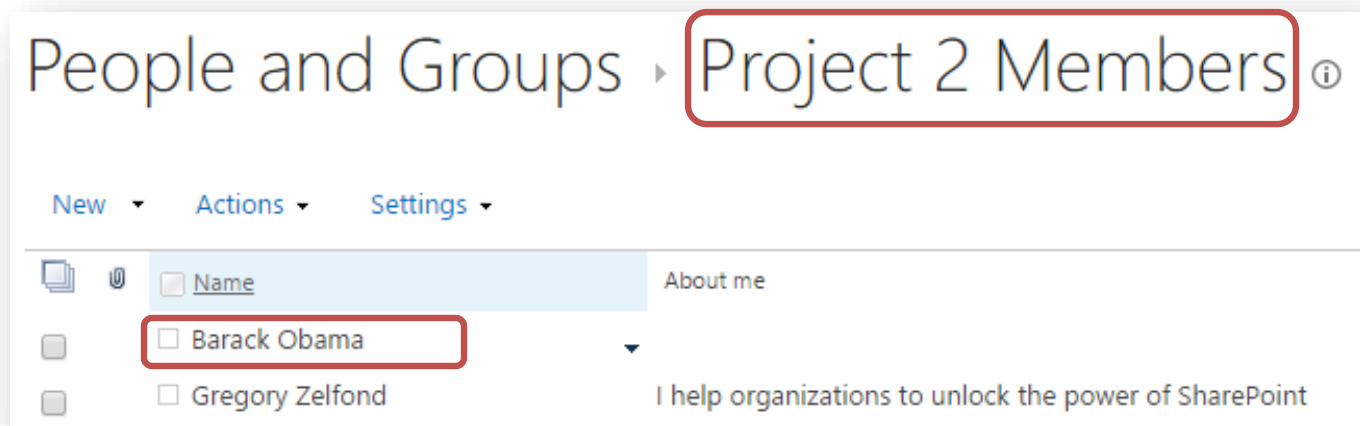 People and Groups ▸ Project 2 Members
New Actions Settings
Name About me
Barack Obama
Gregory Zelfond I help organizations to unlock the power of SharePoint